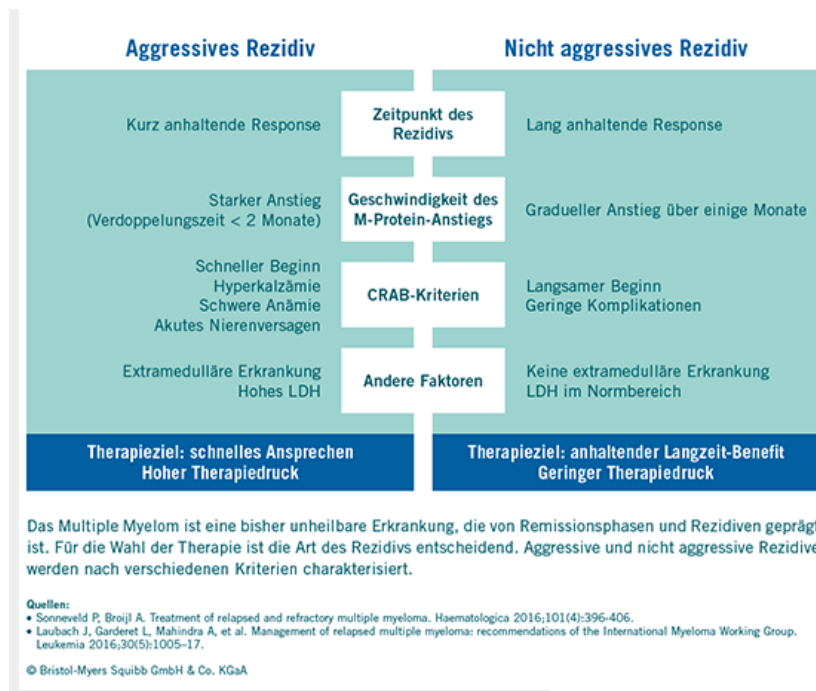 Aggressives Rezidiv
Nicht aggressives Rezidiv
Kurz anhaltende Response
Zeitpunkt des
Rezidivs
Lang anhaltende Response
Starker Anstieg
(Verdoppelungszeit < 2 Monate)
Geschwindigkeit des
M-Protein-Anstiegs
Gradueller Anstieg über einige Monate
Schneller Beginn
Hyperkalzämie
Schwere Anämie
Akutes Nierenversagen
CRAB-Kriterien
Langsamer Beginn
Geringe Komplikationen
Extramedulläre Erkrankung
Hohes LDH
Andere Faktoren
Keine extramedulläre Erkrankung
LDH im Normbereich
Therapieziel: schnelles Ansprechen
Hoher Therapiedruck
Therapieziel: anhaltender Langzeit-Benefit
Geringer Therapiedruck
Das Multiple Myelom ist eine bisher unheilbare Erkrankung, die von Remissionsphasen und Rezidiven geprägt
ist. Für die Wahl der Therapie ist die Art des Rezidivs entscheidend. Aggressive und nicht aggressive Rezidive
werden nach verschiedenen Kriterien charakterisiert.
Quellen:
• Sonneveld P, Broijl A. Treatment of relapsed and refractory multiple myeloma. Haematologica 2016;101(4):396-406.
• Laubach J, Garderet L, Mahindra A, et al. Management of relapsed multiple myeloma: recommendations of the International Myeloma Working Group.
Leukemia 2016;30(5):1005–17.
© Bristol-Myers Squibb GmbH & Co. KGaA